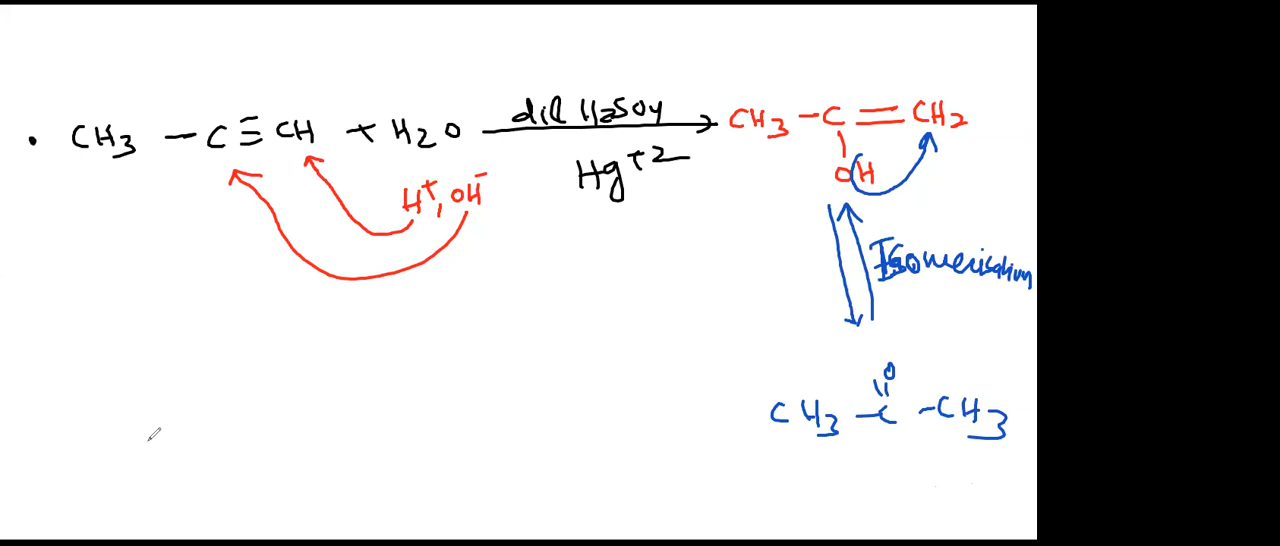 dil H2SO4
• CH3 — C ≡ CH + H2O ⟶ CH3 – C = CH2
Hg+2
H+, OH-
OH
Isomerisation
O
CH3 – C – CH3